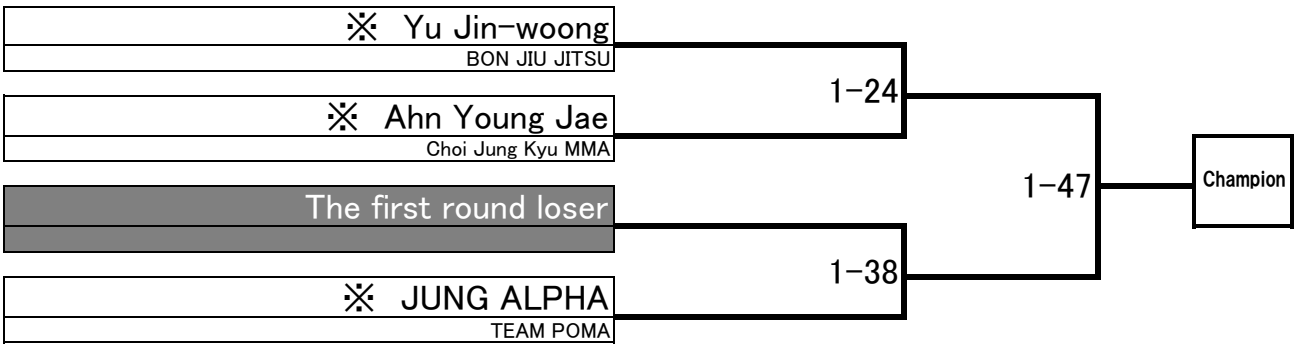 ※ Yu Jin-woong
BON JIU JITSU
1-24
※ Ahn Young Jae
Choi Jung Kyu MMA
1-47
Champion
The first round loser
1-38
※ JUNG ALPHA
TEAM POMA